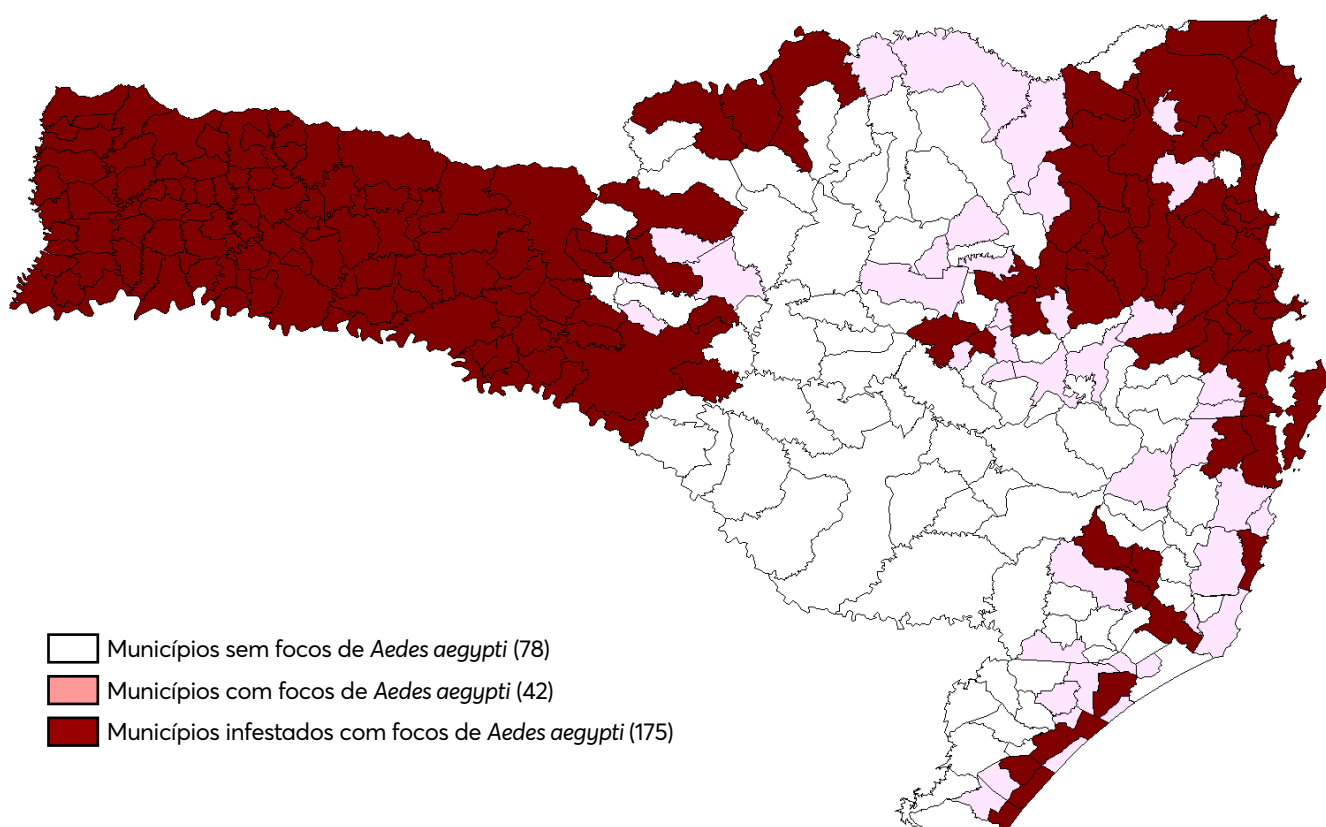 Municípios sem focos de Aedes aegypti (78)
Municípios com focos de Aedes aegypti (42)
Municípios infestados com focos de Aedes aegypti (175)